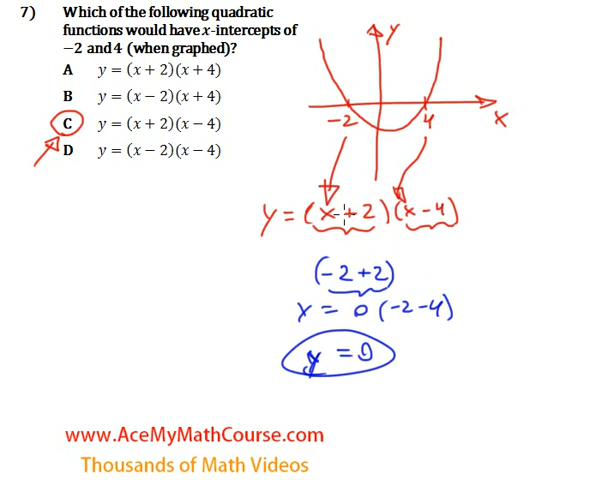 7) Which of the following quadratic
functions would have x-intercepts of
−2 and 4 (when graphed)?
A y = (x + 2)(x + 4)
B y = (x − 2)(x + 4)
C y = (x + 2)(x − 4)
D y = (x − 2)(x − 4)
y
x
-2 4
y = (x + 2)(x - 4)
(-2+2)
x = 0 (-2-4)
y = 0
www.AceMyMathCourse.com
Thousands of Math Videos